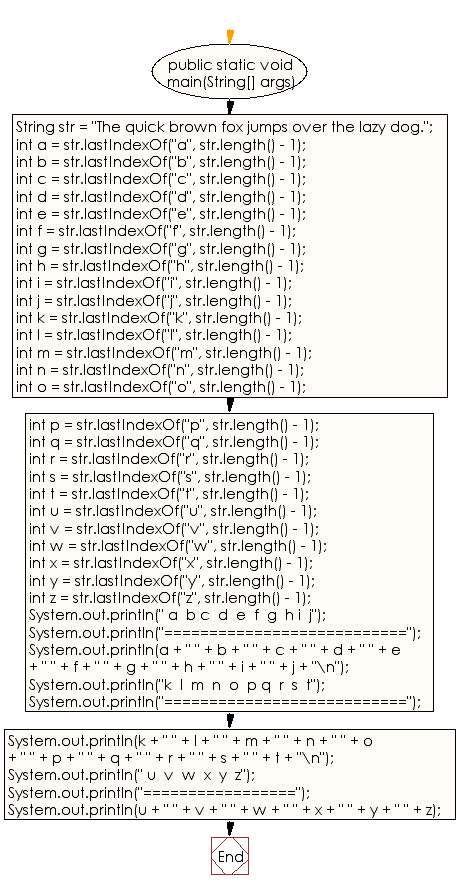 public static void
main(String[] args)
String str = "The quick brown fox jumps over the lazy dog.";
int a = str.lastIndexOf("a", str.length() - 1);
int b = str.lastIndexOf("b", str.length() - 1);
int c = str.lastIndexOf("c", str.length() - 1);
int d = str.lastIndexOf("d", str.length() - 1);
int e = str.lastIndexOf("e", str.length() - 1);
int f = str.lastIndexOf("f", str.length() - 1);
int g = str.lastIndexOf("g", str.length() - 1);
int h = str.lastIndexOf("h", str.length() - 1);
int i = str.lastIndexOf("i", str.length() - 1);
int j = str.lastIndexOf("j", str.length() - 1);
int k = str.lastIndexOf("k", str.length() - 1);
int l = str.lastIndexOf("l", str.length() - 1);
int m = str.lastIndexOf("m", str.length() - 1);
int n = str.lastIndexOf("n", str.length() - 1);
int o = str.lastIndexOf("o", str.length() - 1);
int p = str.lastIndexOf("p", str.length() - 1);
int q = str.lastIndexOf("q", str.length() - 1);
int r = str.lastIndexOf("r", str.length() - 1);
int s = str.lastIndexOf("s", str.length() - 1);
int t = str.lastIndexOf("t", str.length() - 1);
int u = str.lastIndexOf("u", str.length() - 1);
int v = str.lastIndexOf("v", str.length() - 1);
int w = str.lastIndexOf("w", str.length() - 1);
int x = str.lastIndexOf("x", str.length() - 1);
int y = str.lastIndexOf("y", str.length() - 1);
int z = str.lastIndexOf("z", str.length() - 1);
System.out.println(" a b c d e f g h i j");
System.out.println("===========================");
System.out.println(a + " " + b + " " + c + " " + d + " " + e
+ " " + f + " " + g + " " + h + " " + i + " " + j + "\n");
System.out.println("k l m n o p q r s t");
System.out.println("===========================");
System.out.println(k + " " + l + " " + m + " " + n + " " + o
+ " " + p + " " + q + " " + r + " " + s + " " + t + "\n");
System.out.println(" u v w x y z");
System.out.println("=================");
System.out.println(u + " " + v + " " + w + " " + x + " " + y + " " + z);
End